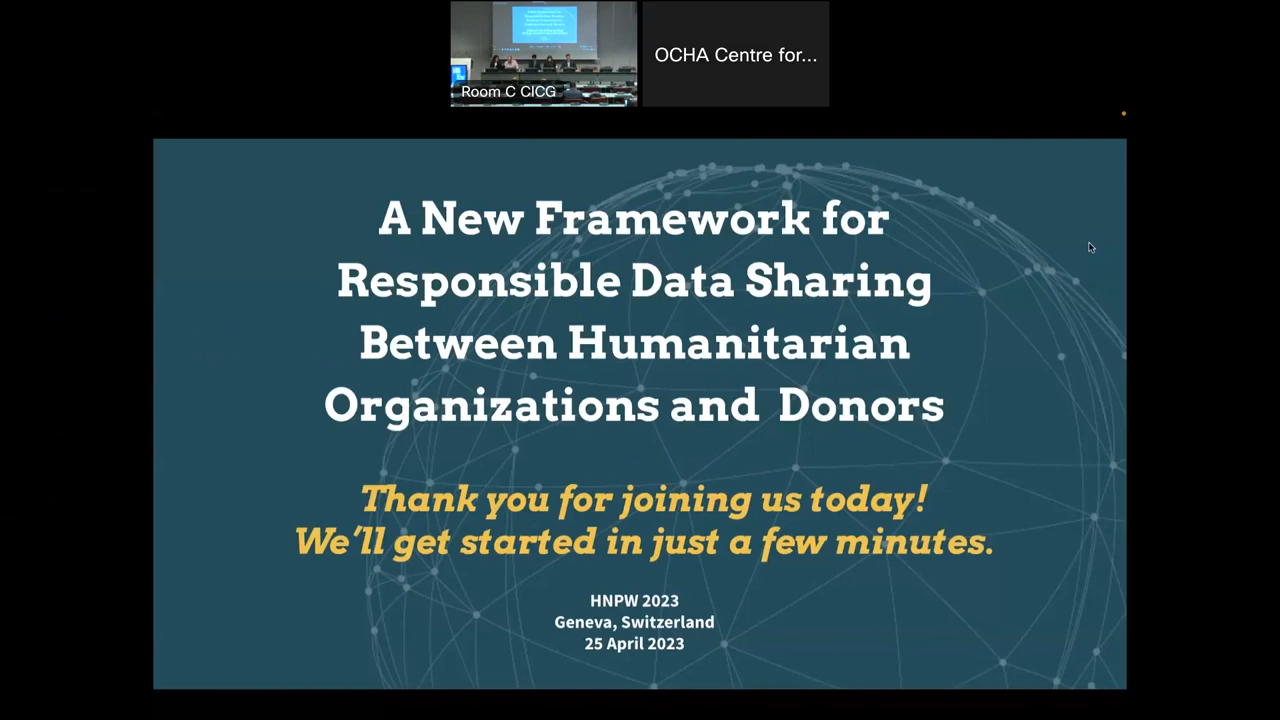 OCHA Centre for...
Room C CICG
A New Framework for
Responsible Data Sharing
Between Humanitarian
Organizations and Donors
Thank you for joining us today!
We'll get started in just a few minutes.
HNPW 2023
Geneva, Switzerland
25 April 2023